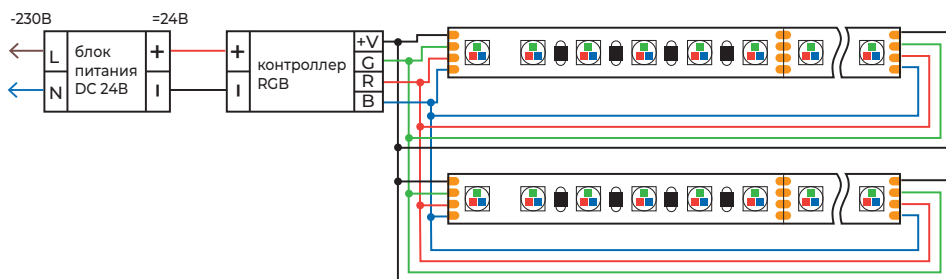 -230В
=24В
L
N
блок
питания
DC 24В
+
−
+
−
контроллер
RGB
+V
G
R
B